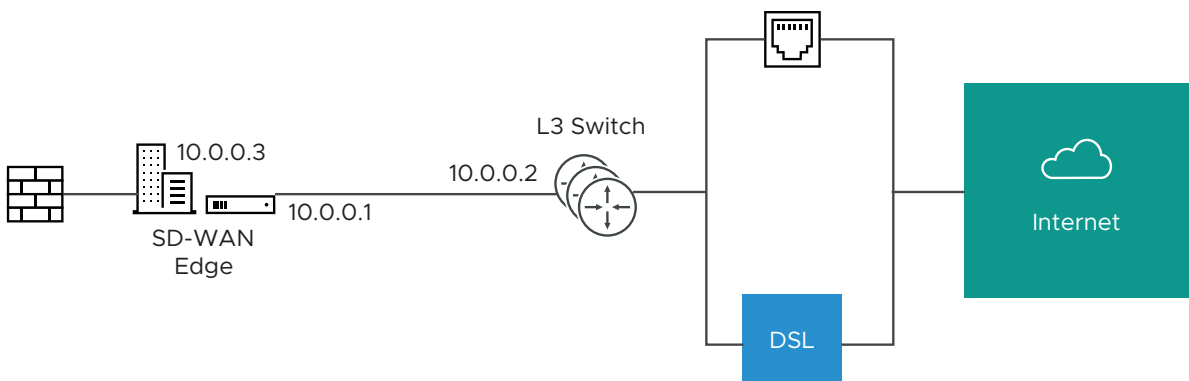 10.0.0.3
10.0.0.1
SD-WAN
Edge
10.0.0.2
L3 Switch
DSL
Internet